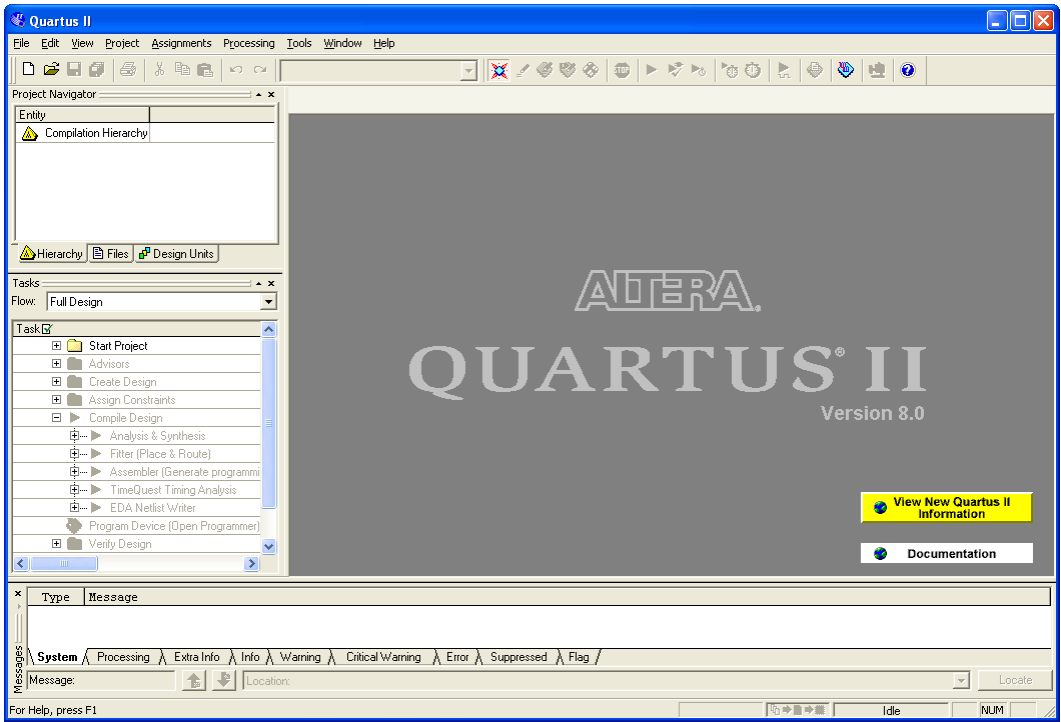 Quartus II
File Edit View Project Assignments Processing Tools Window Help
Project Navigator
Entity
Compilation Hierarchy
Hierarchy Files Design Units
Tasks
Flow: Full Design
Task
Start Project
Advisors
Create Design
Assign Constraints
Compile Design
Analysis & Synthesis
Fitter (Place & Route)
Assembler (Generate programmi
TimeQuest Timing Analysis
EDA Netlist Writer
Program Device (Open Programmer)
Verify Design
ALTERA®
QUARTUS® II
Version 8.0
View New Quartus II
Information
Documentation
Type Message
Messages
System Processing Extra Info Info Warning Critical Warning Error Suppressed Flag
Message: Location: Locate
For Help, press F1 Idle NUM